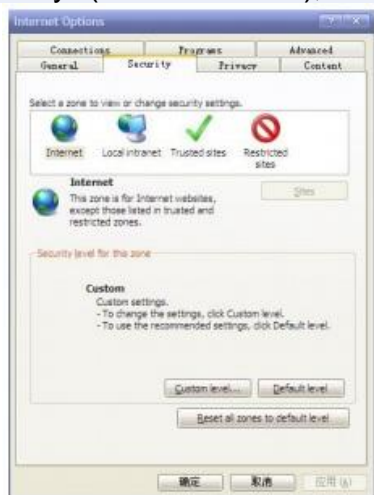 Internet Options
Connections Programs Advanced
General Security Privacy Content
Select a zone to view or change security settings.
Internet Local intranet Trusted sites Restricted sites
Internet
Sites
This zone is for Internet websites,
except those listed in trusted and
restricted zones.
Security level for this zone
Custom
Custom settings.
- To change the settings, click Custom level.
- To use the recommended settings, click Default level.
Custom level... Default level
Reset all zones to default level
确定 取消 应用(A)